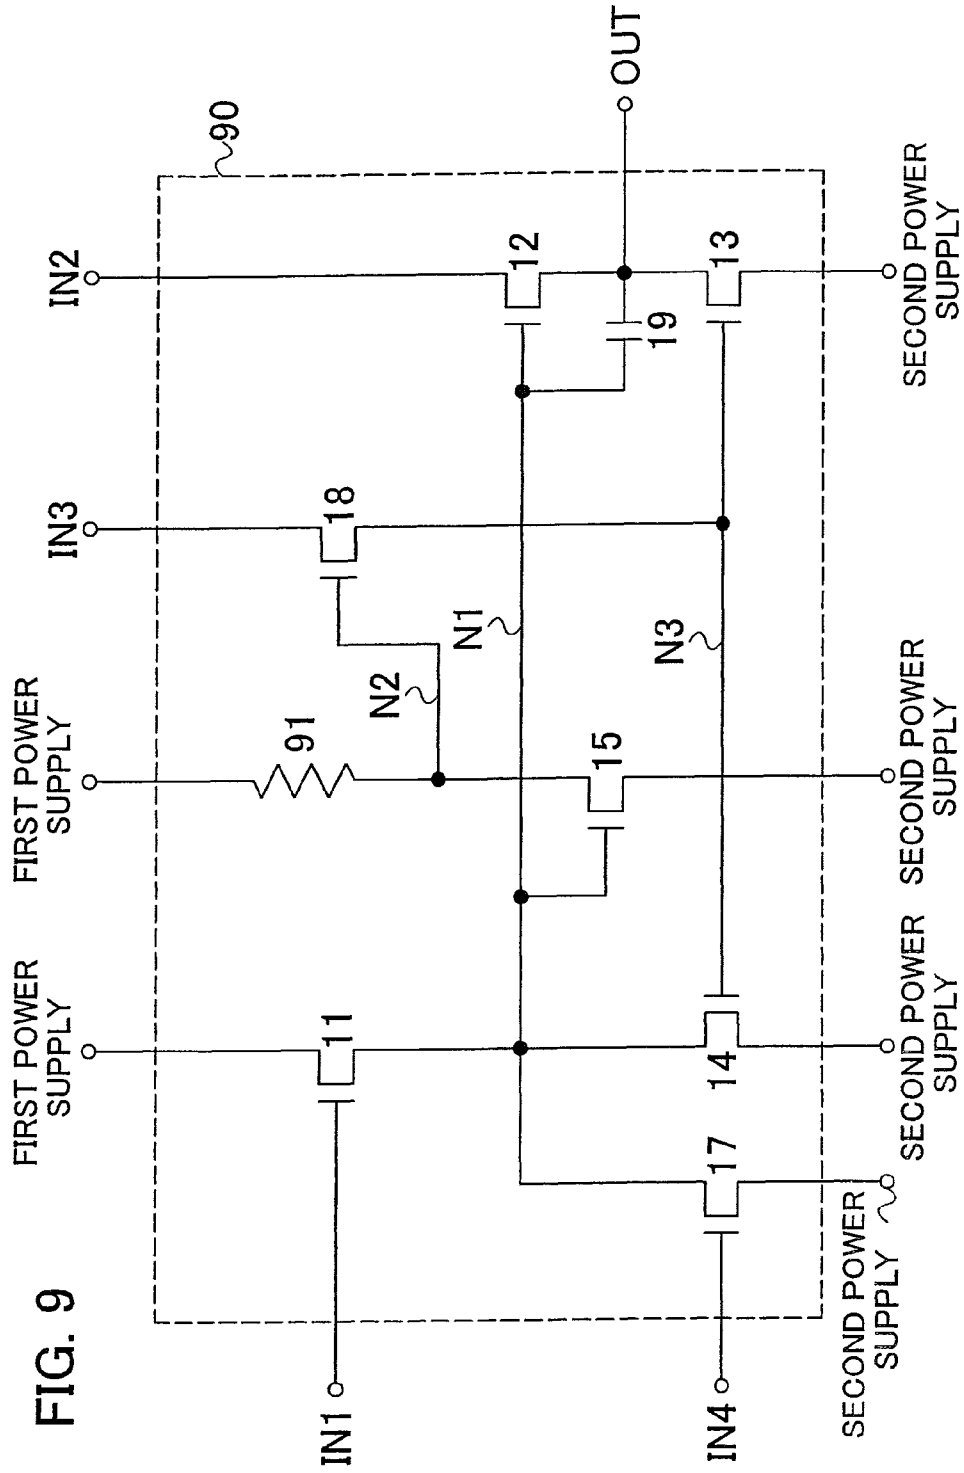 FIG. 9
90
FIRST POWER
SUPPLY
FIRST POWER
SUPPLY
IN3
IN2
IN1
11
91
18
N2
N1
12
OUT
19
15
N3
13
14
17
IN4
SECOND POWER
SUPPLY
SECOND POWER
SUPPLY
SECOND POWER
SUPPLY
SECOND POWER
SUPPLY